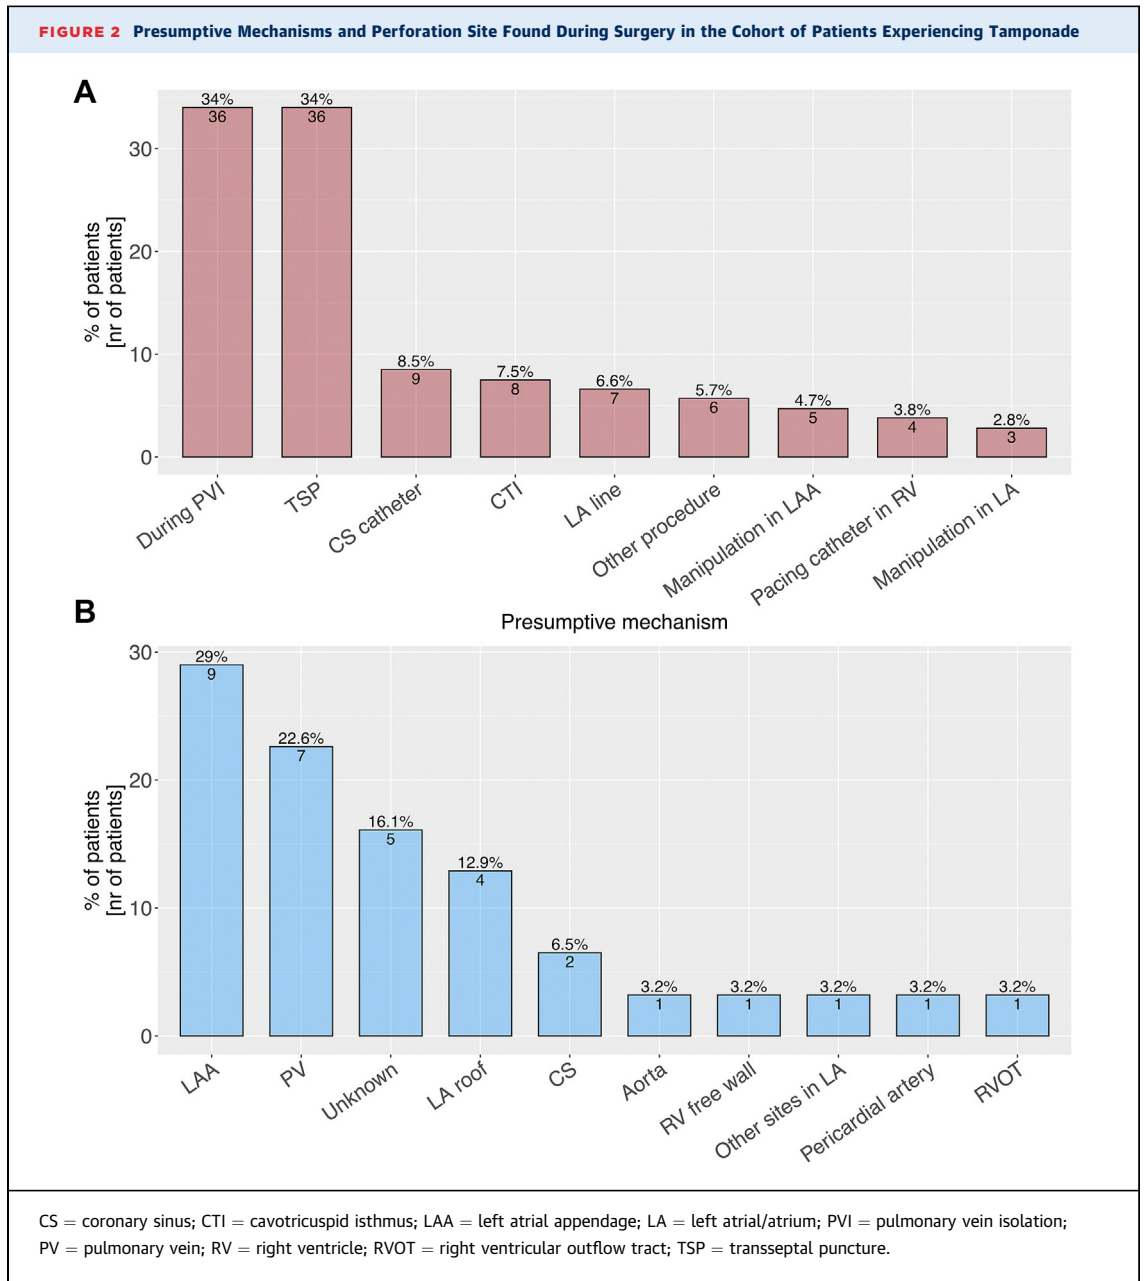 FIGURE 2 Presumptive Mechanisms and Perforation Site Found During Surgery in the Cohort of Patients Experiencing Tamponade
A
34% 34%
36 36
30
20
10
0
% of patients
[nr of patients]
8.5%
9
7.5%
8
6.6%
7
5.7%
6
4.7%
5
3.8%
4
2.8%
3
During PVI
TSP
CS catheter
CTI
LA line
Other procedure
Manipulation in LAA
Pacing catheter in RV
Manipulation in LA
Presumptive mechanism
B
30
20
10
0
% of patients
[nr of patients]
29%
9
22.6%
7
16.1%
5
12.9%
4
6.5%
2
3.2% 3.2% 3.2% 3.2% 3.2%
1 1 1 1 1
LAA
PV
Unknown
LA roof
CS
Aorta
RV free wall
Other sites in LA
Pericardial artery
RVOT
CS = coronary sinus; CTI = cavotricuspid isthmus; LAA = left atrial appendage; LA = left atrial/atrium; PVI = pulmonary vein isolation;
PV = pulmonary vein; RV = right ventricle; RVOT = right ventricular outflow tract; TSP = transseptal puncture.